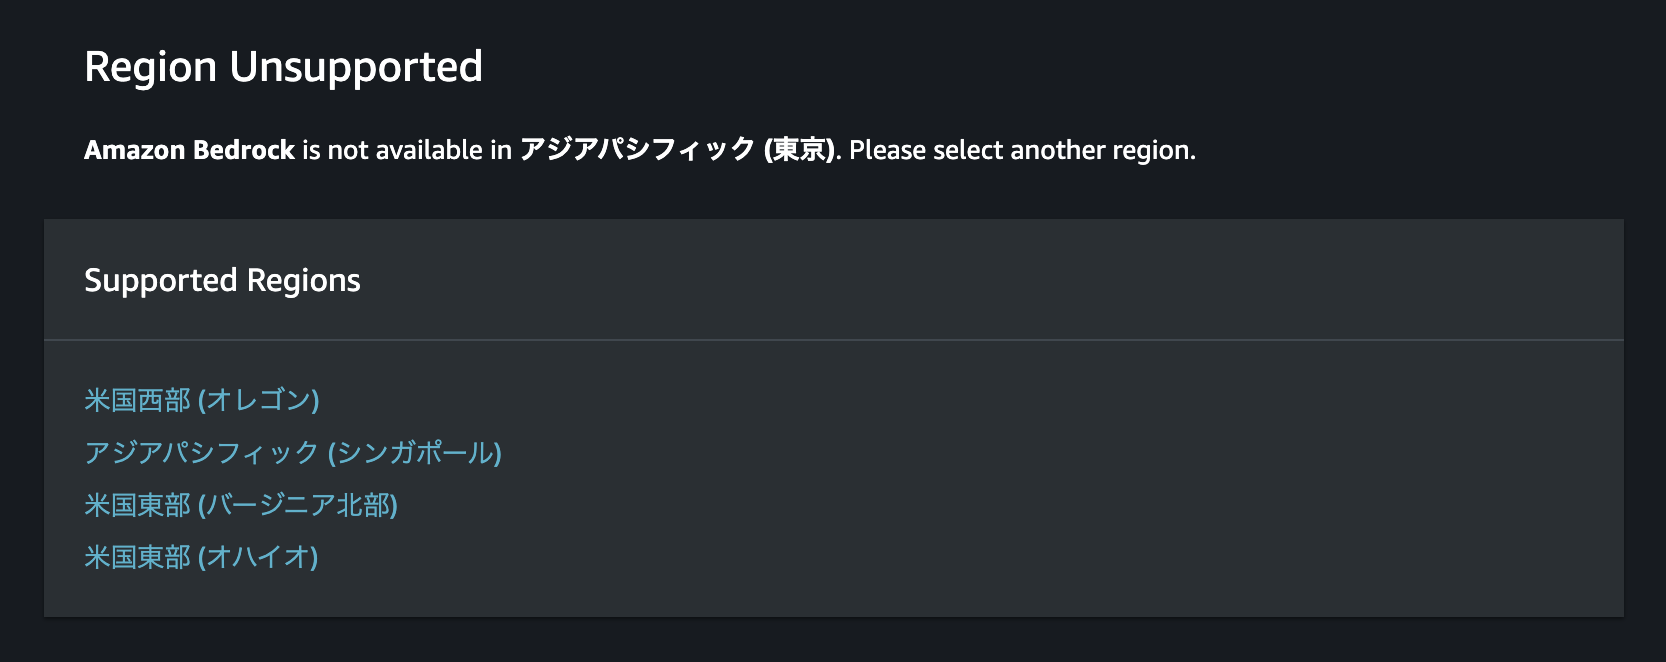 Region Unsupported
Amazon Bedrock is not available in アジアパシフィック (東京). Please select another region.
Supported Regions
米国西部 (オレゴン)
アジアパシフィック (シンガポール)
米国東部 (バージニア北部)
米国東部 (オハイオ)